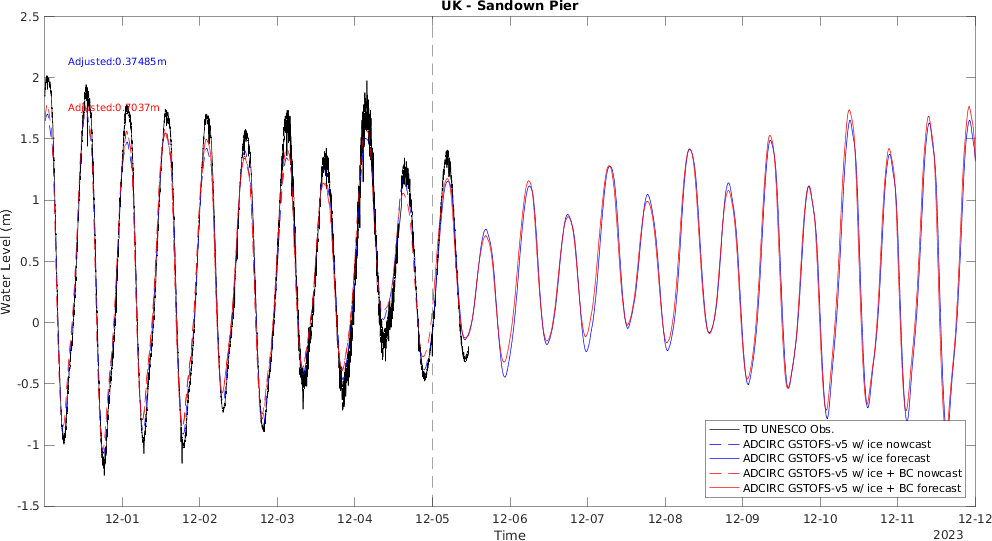 UK - Sandown Pier
2.5
2
1.5
1
0.5
0
-0.5
-1
-1.5
Water Level (m)
Adjusted:0.37485m
Adjusted:0.7037m
TD UNESCO Obs.
ADCIRC GSTOFS-v5 w/ ice nowcast
ADCIRC GSTOFS-v5 w/ ice forecast
ADCIRC GSTOFS-v5 w/ ice + BC nowcast
ADCIRC GSTOFS-v5 w/ ice + BC forecast
12-01 12-02 12-03 12-04 12-05 12-06 12-07 12-08 12-09 12-10 12-11 12-12
Time
2023